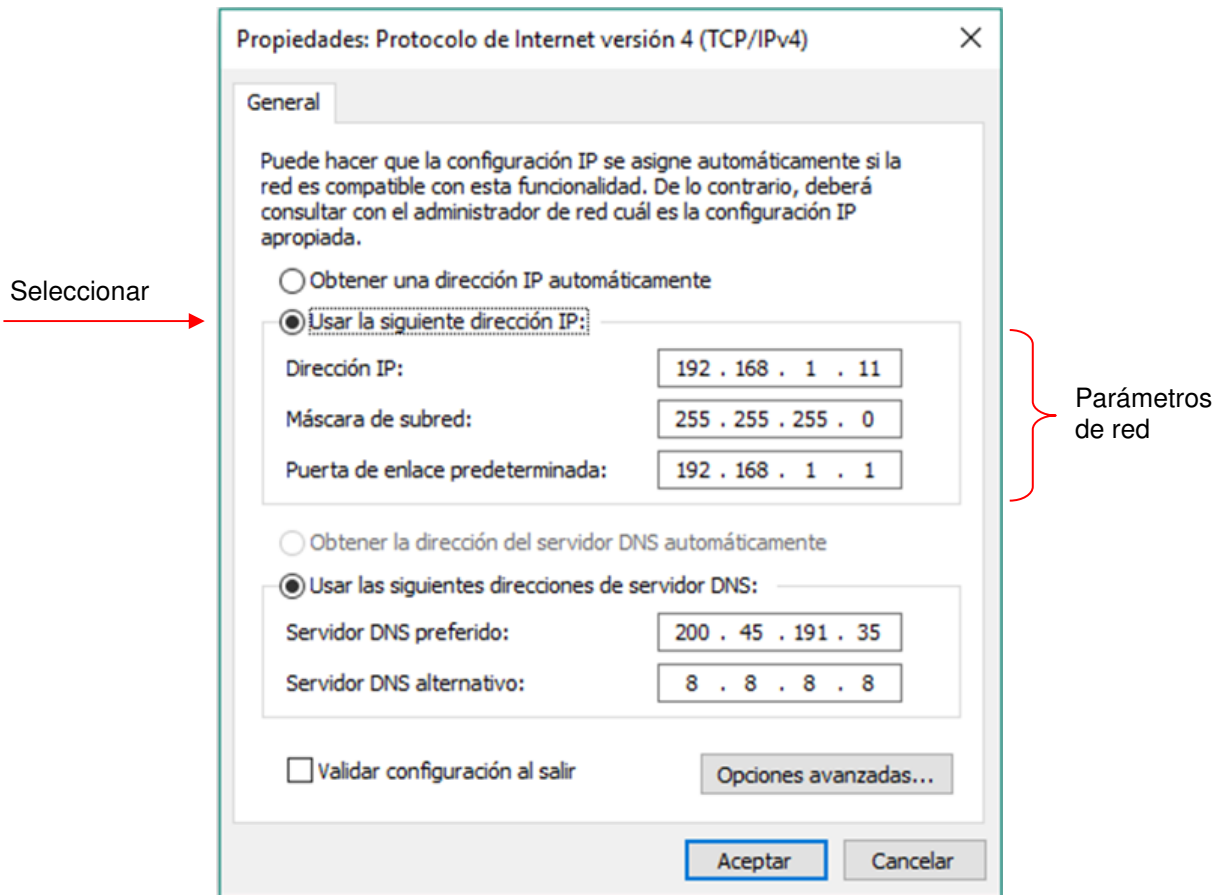 Propiedades: Protocolo de Internet versión 4 (TCP/IPv4)
General
Puede hacer que la configuración IP se asigne automáticamente si la
red es compatible con esta funcionalidad. De lo contrario, deberá
consultar con el administrador de red cuál es la configuración IP
apropiada.
Obtener una dirección IP automáticamente
Seleccionar
Usar la siguiente dirección IP:
Dirección IP: 192 . 168 . 1 . 11
Máscara de subred: 255 . 255 . 255 . 0
Puerta de enlace predeterminada: 192 . 168 . 1 . 1
Parámetros
de red
Obtener la dirección del servidor DNS automáticamente
Usar las siguientes direcciones de servidor DNS:
Servidor DNS preferido: 200 . 45 . 191 . 35
Servidor DNS alternativo: 8 . 8 . 8 . 8
Validar configuración al salir
Opciones avanzadas...
Aceptar Cancelar